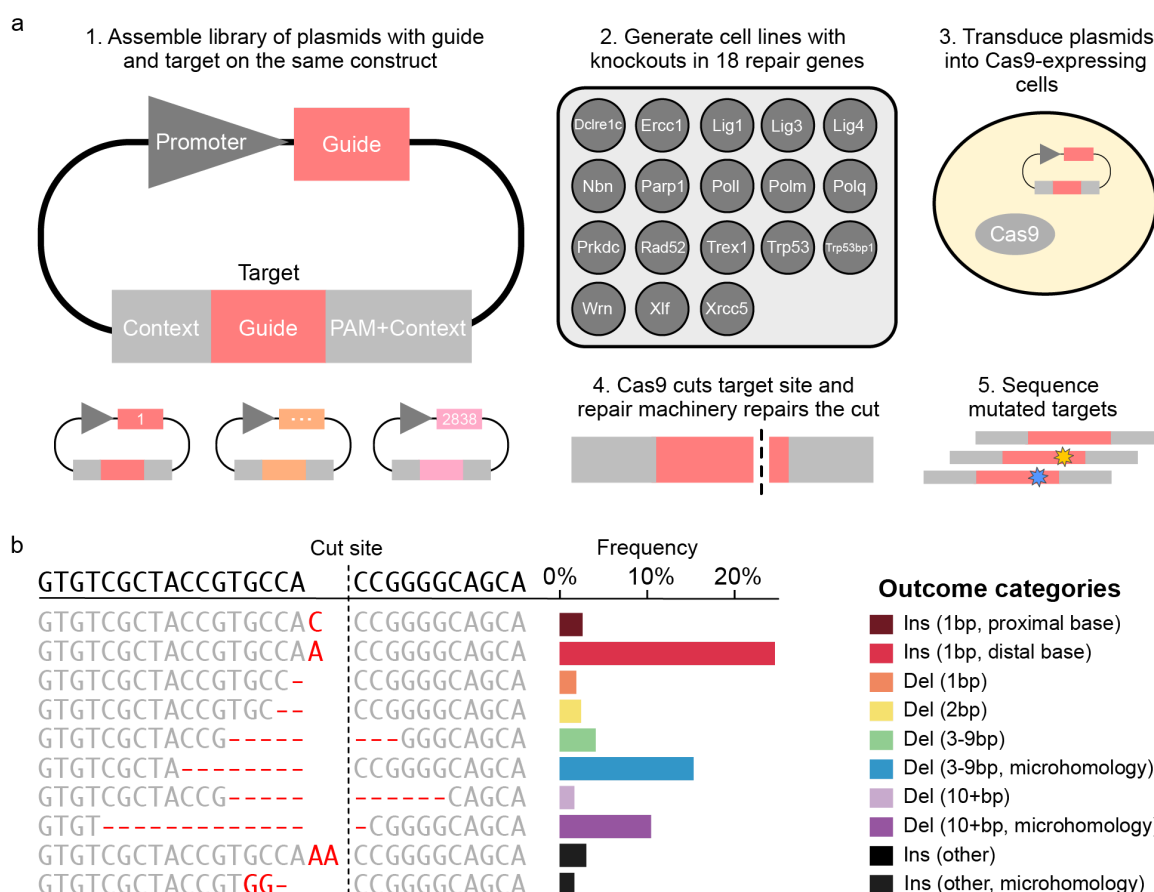 a
1. Assemble library of plasmids with guide
and target on the same construct
Promoter
Guide
Target
Context
Guide
PAM+Context
1
...
2838
2. Generate cell lines with
knockouts in 18 repair genes
Dclre1c Ercc1 Lig1 Lig3 Lig4
Nbn Parp1 Poll Polm Polq
Prkdc Rad52 Trex1 Trp53 Trp53bp1
Wrn Xlf Xrcc5
3. Transduce plasmids
into Cas9-expressing
cells
Cas9
4. Cas9 cuts target site and
repair machinery repairs the cut
5. Sequence
mutated targets
b
Cut site
Frequency
GTGTCGCTACCGTGCCA CCGGGGCAGCA 0% 10% 20%
GTGTCGCTACCGTGCCAC CCGGGGCAGCA
GTGTCGCTACCGTGCCAA CCGGGGCAGCA
GTGTCGCTACCGTGCC- CCGGGGCAGCA
GTGTCGCTACCGTGC-- CCGGGGCAGCA
GTGTCGCTACCG----- ---GGGCAGCA
GTGTCGCTA-------- CCGGGGCAGCA
GTGTCGCTACCG----- ------CAGCA
GTGT------------- -CGGGGCAGCA
GTGTCGCTACCGTGCCAAA CCGGGGCAGCA
GTGTCGCTACCGTGG- CCGGGGCAGCA
Outcome categories
Ins (1bp, proximal base)
Ins (1bp, distal base)
Del (1bp)
Del (2bp)
Del (3-9bp)
Del (3-9bp, microhomology)
Del (10+bp)
Del (10+bp, microhomology)
Ins (other)
Ins (other, microhomology)